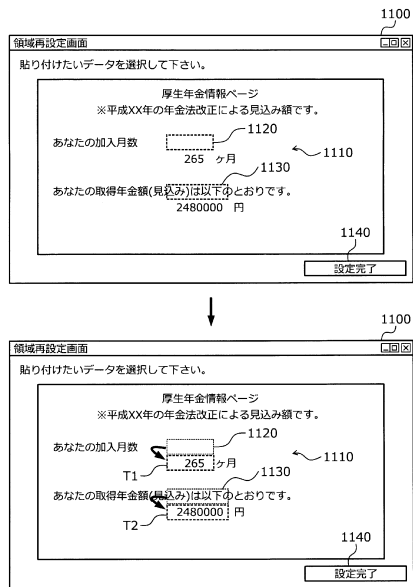 1100
領域再設定画面
貼り付けたいデータを選択して下さい。
厚生年金情報ページ
※平成XX年の年金法改正による見込み額です。
1120
あなたの加入月数
265 ヶ月
1110
1130
あなたの取得年金額(見込み)は以下のとおりです。
2480000 円
1140
設定完了
1100
領域再設定画面
貼り付けたいデータを選択して下さい。
厚生年金情報ページ
※平成XX年の年金法改正による見込み額です。
1120
あなたの加入月数
1110
265 ヶ月
T1
1130
あなたの取得年金額(見込み)は以下のとおりです。
2480000 円
T2
1140
設定完了